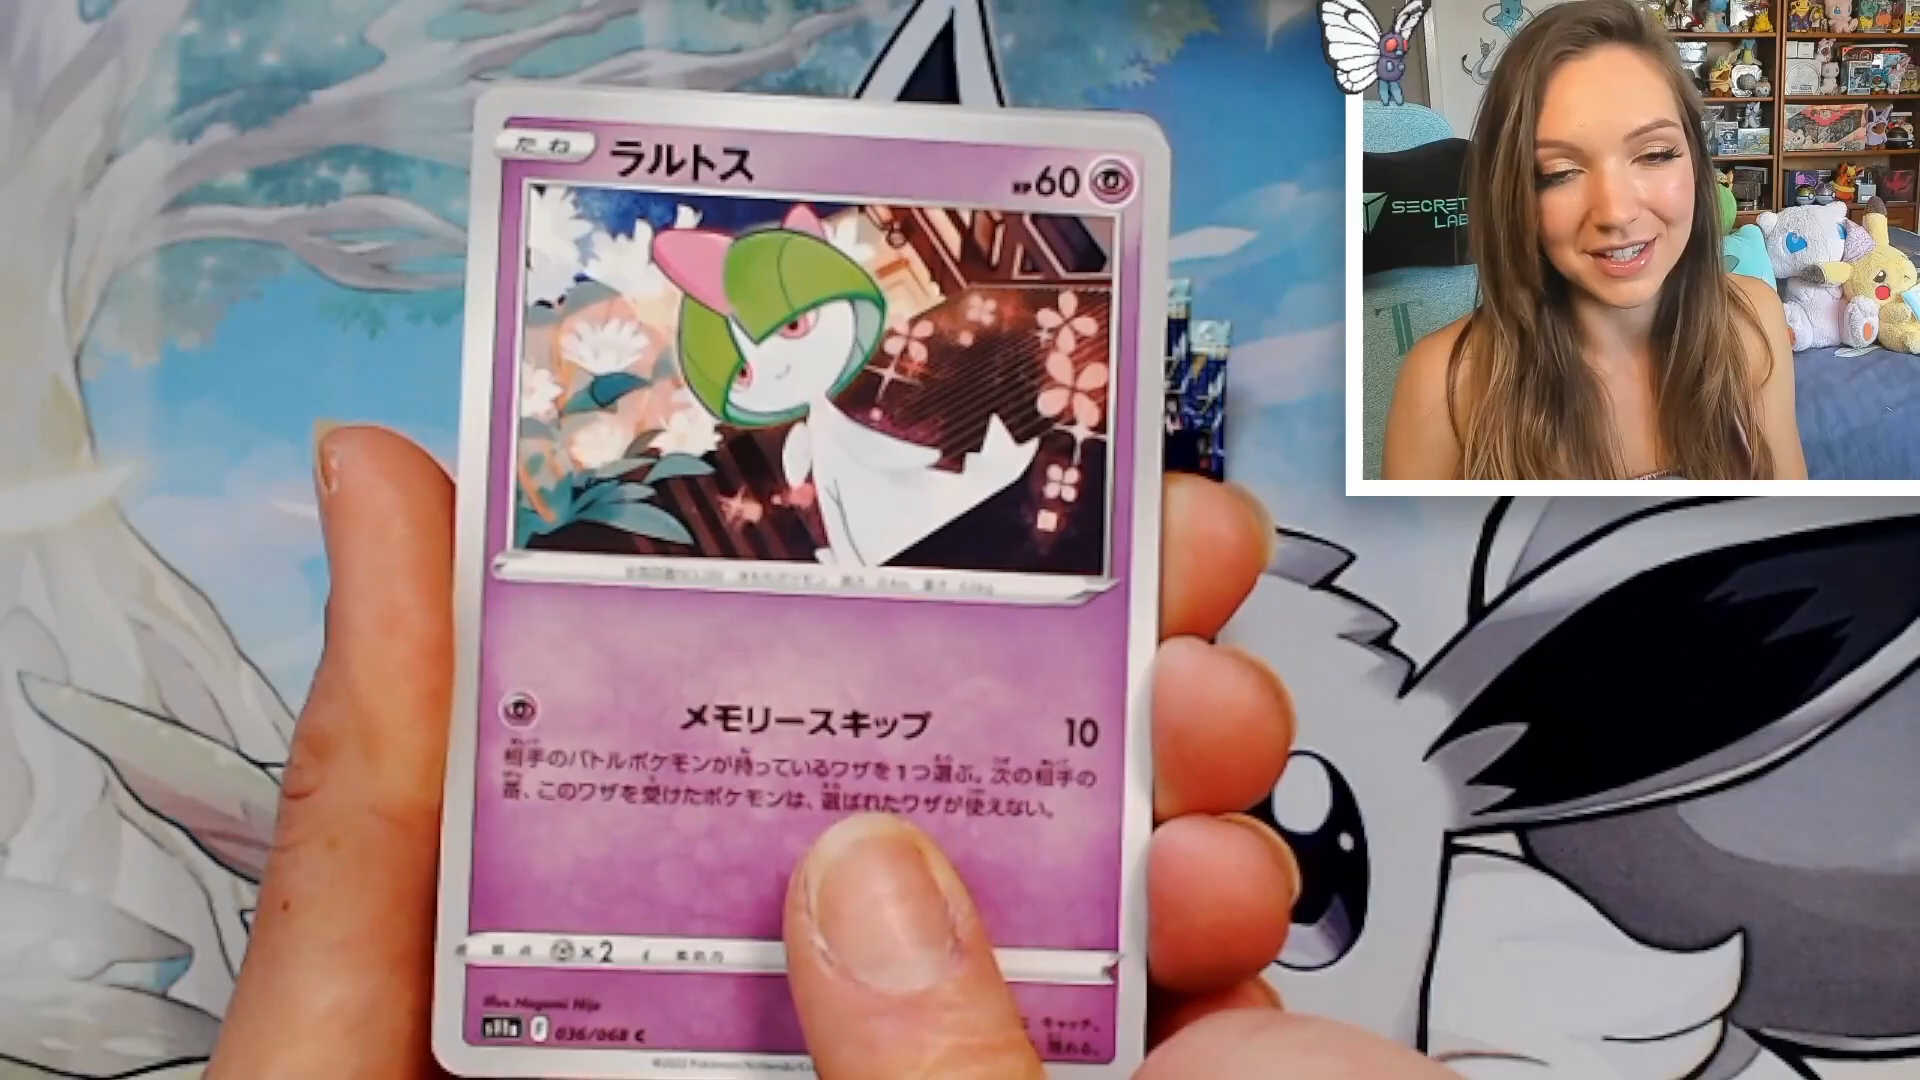 たね
ラルトス
HP60
SECRET
LAB
メモリースキップ
10
相手のバトルポケモンが持っているワザを1つ選ぶ。次の相手の
番、このワザを受けたポケモンは、選ばれたワザが使えない。
×2
Illus. Nagomi Nijo
s11a F 036/068 C